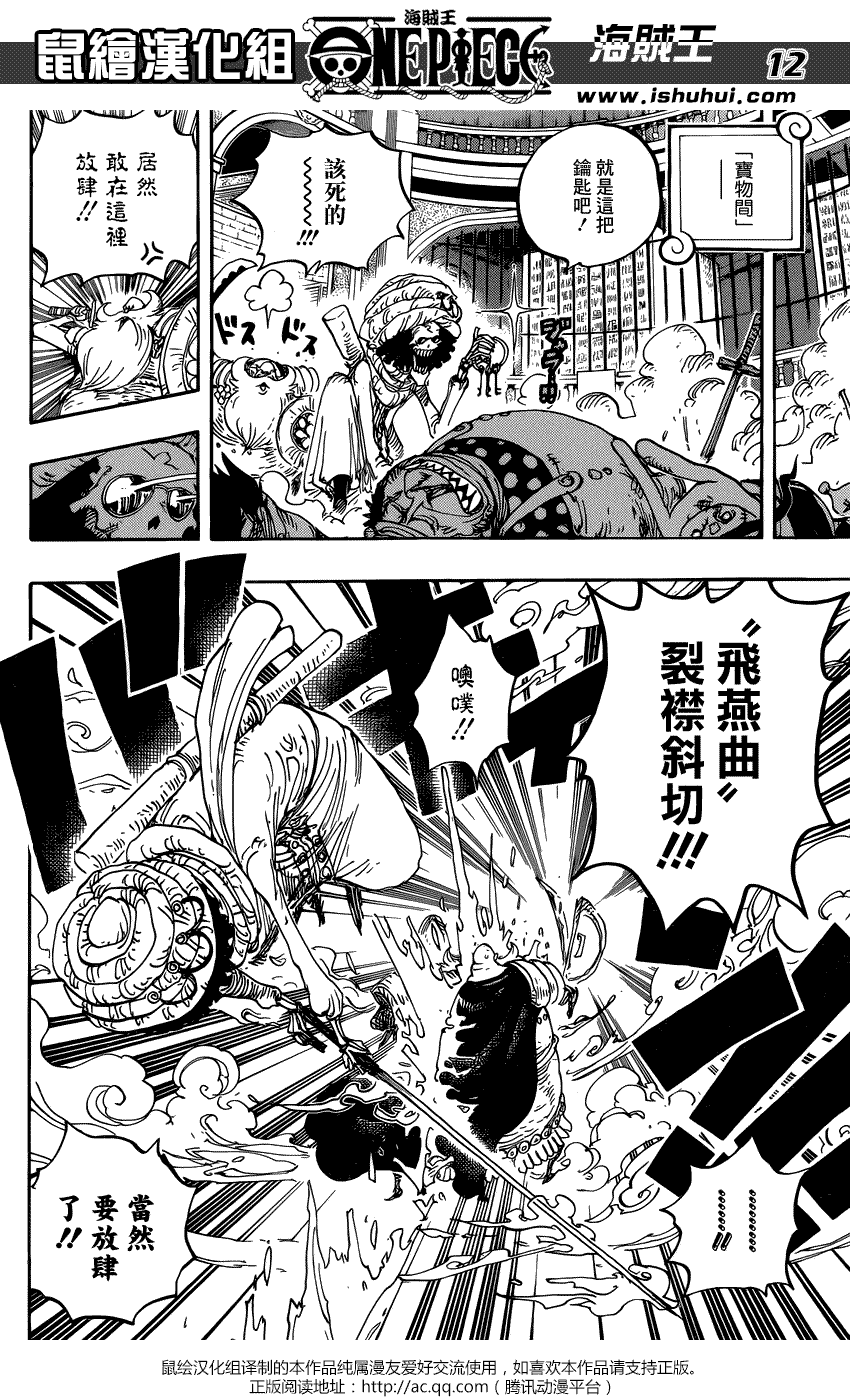 鼠繪漢化組
海賊王
ONE PIECE
海賊王
12
www.ishuhui.com
「寶物間」
——
就是這把
鑰匙吧!
該死的
~~~~~!!!
ドスドス
居然
敢在這裡
放肆!!
〝飛燕曲〞
裂襟斜切!!!
噢噗!!
………!!
當然
要放肆
了!!
鼠绘汉化组译制的本作品纯属漫友爱好交流使用，如喜欢本作品请支持正版。
正版阅读地址：http://ac.qq.com（腾讯动漫平台）